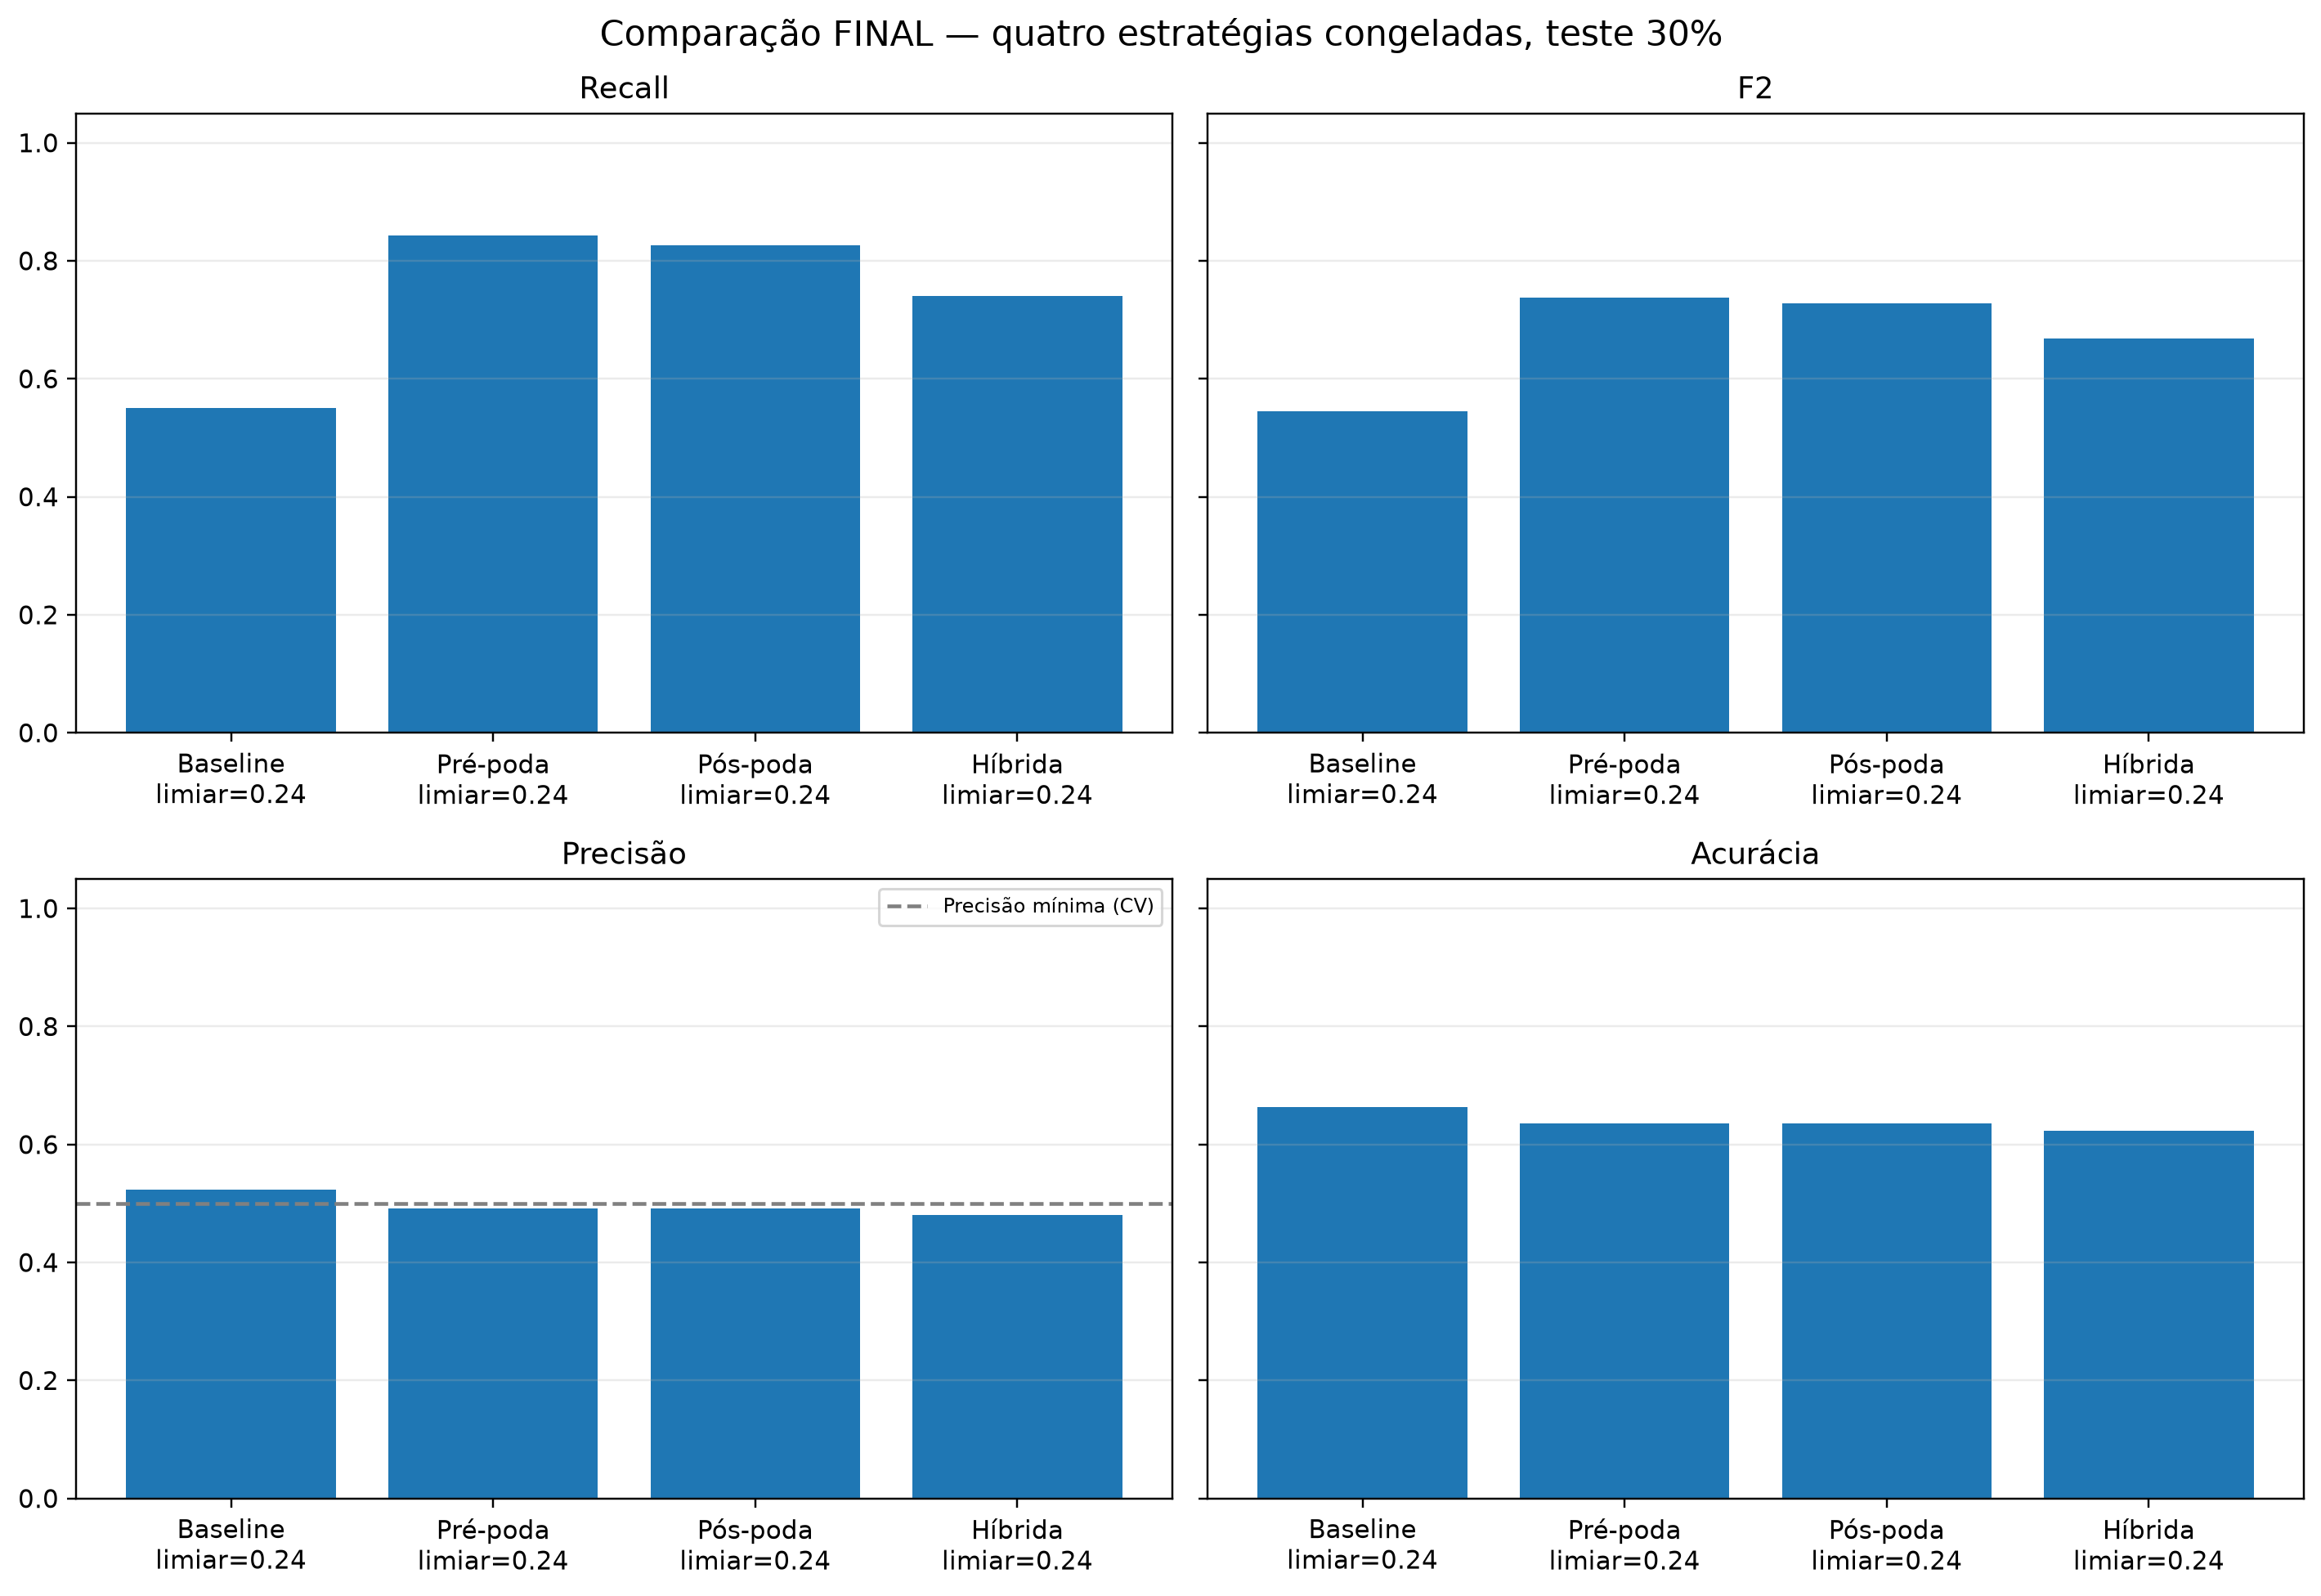 Comparação FINAL — quatro estratégias congeladas, teste 30%
Recall
1.0
0.8
0.6
0.4
0.2
0.0
Baseline
limiar=0.24
Pré-poda
limiar=0.24
Pós-poda
limiar=0.24
Híbrida
limiar=0.24
F2
Baseline
limiar=0.24
Pré-poda
limiar=0.24
Pós-poda
limiar=0.24
Híbrida
limiar=0.24
Precisão
Precisão mínima (CV)
1.0
0.8
0.6
0.4
0.2
0.0
Baseline
limiar=0.24
Pré-poda
limiar=0.24
Pós-poda
limiar=0.24
Híbrida
limiar=0.24
Acurácia
Baseline
limiar=0.24
Pré-poda
limiar=0.24
Pós-poda
limiar=0.24
Híbrida
limiar=0.24